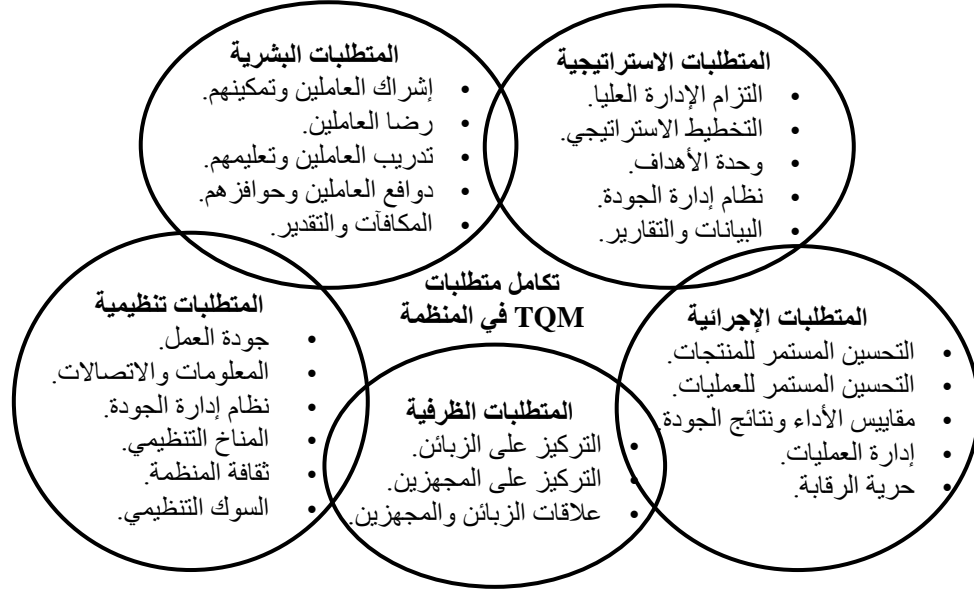 المتطلبات الاستراتيجية
• التزام الإدارة العليا.
• التخطيط الاستراتيجي.
• وحدة الأهداف.
• نظام إدارة الجودة.
• البيانات والتقارير.
المتطلبات البشرية
• إشراك العاملين وتمكينهم.
• رضا العاملين.
• تدريب العاملين وتعليمهم.
• دوافع العاملين وحوافزهم.
• المكافآت والتقدير.
تكامل متطلبات
TQM في المنظمة
المتطلبات الإجرائية
• التحسين المستمر للمنتجات.
• التحسين المستمر للعمليات.
• مقاييس الأداء ونتائج الجودة.
• إدارة العمليات.
• حرية الرقابة.
المتطلبات الظرفية
• التركيز على الزبائن.
• التركيز على المجهزين.
• علاقات الزبائن والمجهزين.
المتطلبات تنظيمية
• جودة العمل.
• المعلومات والاتصالات.
• نظام إدارة الجودة.
• المناخ التنظيمي.
• ثقافة المنظمة.
• السوك التنظيمي.